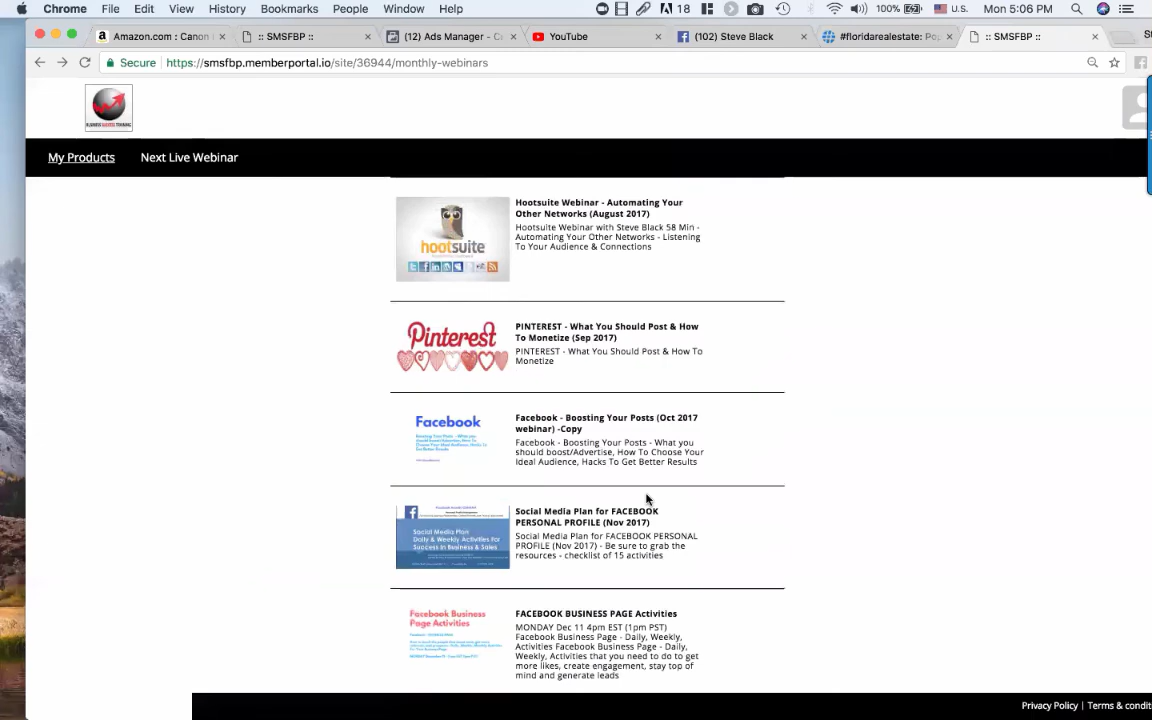 Chrome File Edit View History Bookmarks People Window Help 18 100% U.S. Mon 5:06 PM
Amazon.com : Canon :: SMSFBP :: (12) Ads Manager - C YouTube (102) Steve Black #floridarealestate: Pop :: SMSFBP :: St
Secure https://smsfbp.memberportal.io/site/36944/monthly-webinars
BUSINESS SUCCESS TRAINING
My Products Next Live Webinar
Hootsuite Webinar - Automating Your
Other Networks (August 2017)
Hootsuite Webinar with Steve Black 58 Min -
Automating Your Other Networks - Listening
To Your Audience & Connections
hootsuite
PINTEREST - What You Should Post & How
To Monetize (Sep 2017)
PINTEREST - What You Should Post & How To
Monetize
Pinterest
Facebook - Boosting Your Posts (Oct 2017
webinar) -Copy
Facebook - Boosting Your Posts - What you
should boost/Advertise, How To Choose Your
Ideal Audience, Hacks To Get Better Results
Facebook
Social Media Plan for FACEBOOK
PERSONAL PROFILE (Nov 2017)
Social Media Plan for FACEBOOK PERSONAL
PROFILE (Nov 2017) - Be sure to grab the
resources - checklist of 15 activities
Social Media Plan
Daily & Weekly Activities For
Success in Business & Sales
FACEBOOK BUSINESS PAGE Activities
MONDAY Dec 11 4pm EST (1pm PST)
Facebook Business Page - Daily, Weekly,
Activities Facebook Business Page - Daily,
Weekly, Activities that you need to do to get
more likes, create engagement, stay top of
mind and generate leads
Facebook Business
Page Activities
Privacy Policy | Terms & condit